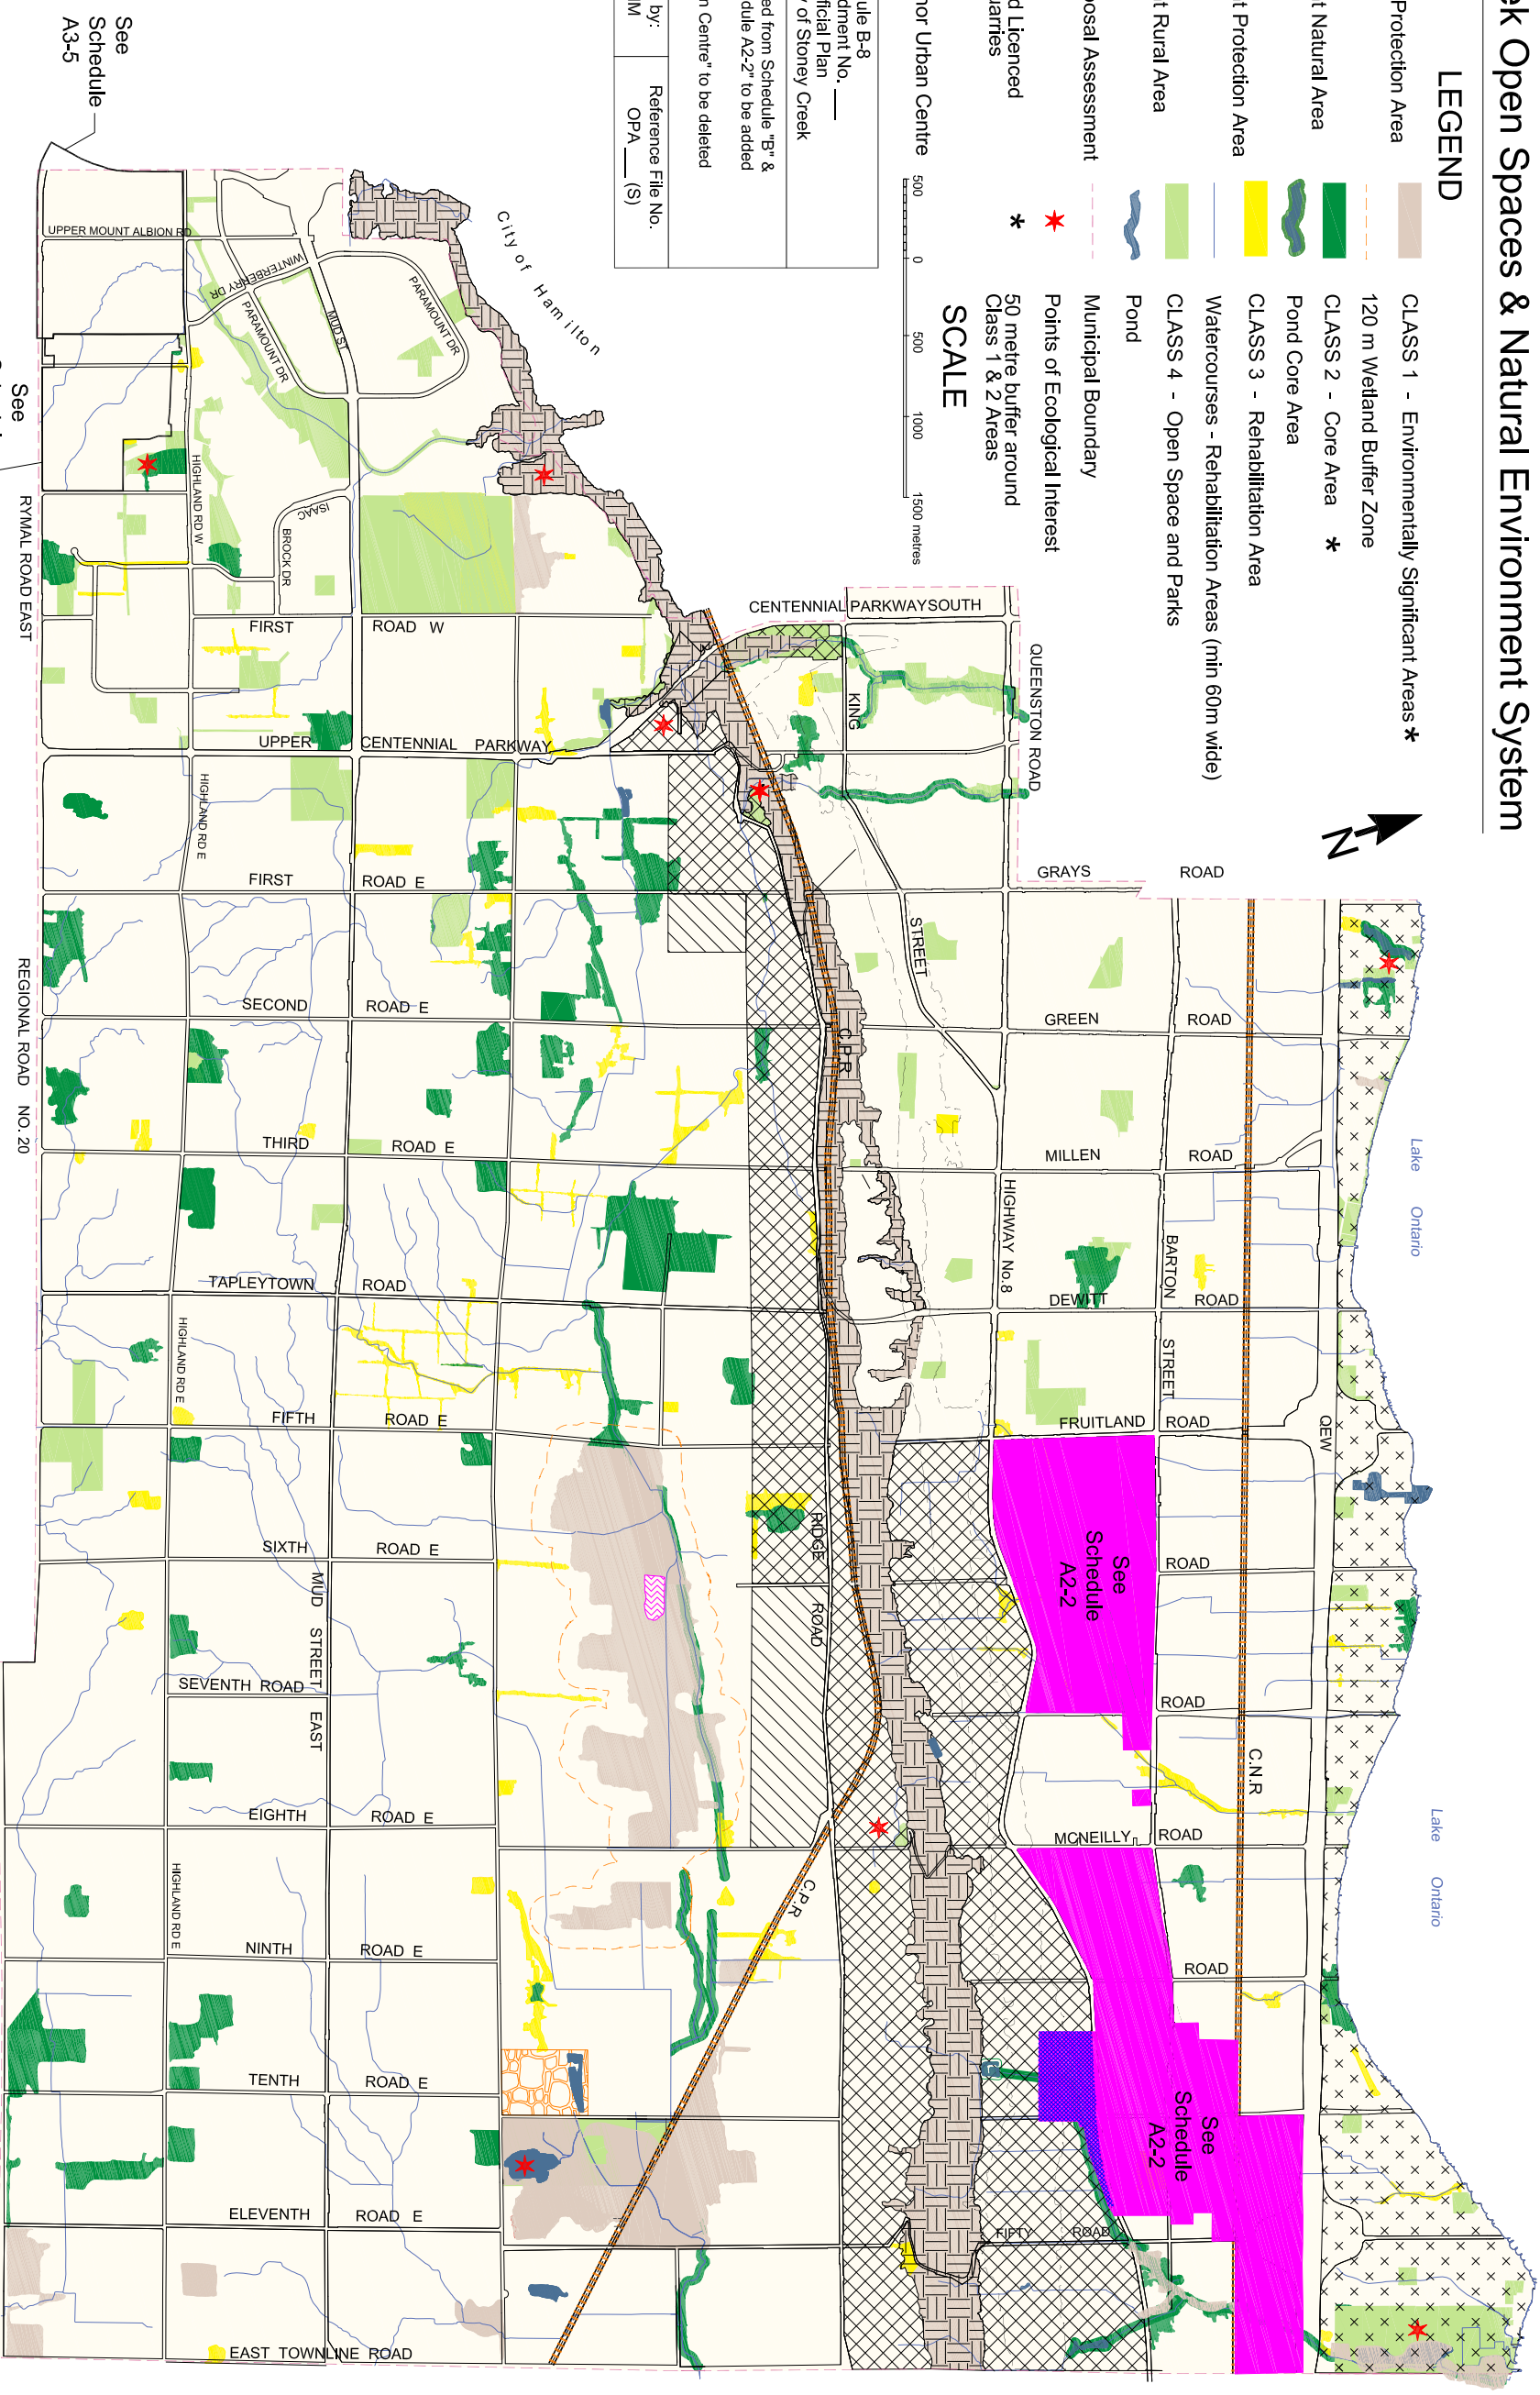 ek Open Spaces & Natural Environment System
LEGEND
Protection Area
t Natural Area
t Protection Area
t Rural Area
osal Assessment
d Licenced
uarries
nor Urban Centre
CLASS 1 - Environmentally Significant Areas *
120 m Wetland Buffer Zone
CLASS 2 - Core Area *
Pond Core Area
CLASS 3 - Rehabilitation Area
Watercourses - Rehabilitation Areas (min 60m wide)
CLASS 4 - Open Space and Parks
Pond
Municipal Boundary
Points of Ecological Interest
*
50 metre buffer around
Class 1 & 2 Areas
SCALE
500 0 500 1000 1500 metres
ule B-8
dment No.
ficial Plan
y of Stoney Creek
ed from Schedule "B" &
dule A2-2" to be added
n Centre" to be deleted
by:
Reference File No.
OPA ___ (S)
N
See
Schedule
A3-5
See
City of Hamilton
UPPER MOUNT ALBION RD
WINTERBERRY DR
PARAMOUNT DR
MUD ST
PARAMOUNT DR
HIGHLAND RD W
ISAAC
BROCK DR
RYMAL ROAD EAST
FIRST ROAD W
UPPER CENTENNIAL PARKWAY
CENTENNIAL PARKWAY SOUTH
KING
STREET
QUEENSTON ROAD
HIGHLAND RD E
FIRST ROAD E
GRAYS ROAD
SECOND ROAD E
C.P.R
GREEN ROAD
REGIONAL ROAD NO. 20
THIRD ROAD E
MILLEN ROAD
HIGHWAY No.8
BARTON
STREET
Lake Ontario
TAPLEYTOWN ROAD
DEWITT ROAD
HIGHLAND RD E
FIFTH ROAD E
FRUITLAND ROAD
QEW
SIXTH ROAD E
RIDGE
ROAD
See
Schedule
A2-2
ROAD
MUD
STREET
EAST
SEVENTH ROAD
ROAD
C.N.R
EIGHTH ROAD E
MCNEILLY ROAD
Lake Ontario
HIGHLAND RD E
C.P.R
NINTH ROAD E
ROAD
TENTH ROAD E
See
Schedule
A2-2
ELEVENTH ROAD E
FIFTY ROAD
EAST TOWNLINE ROAD